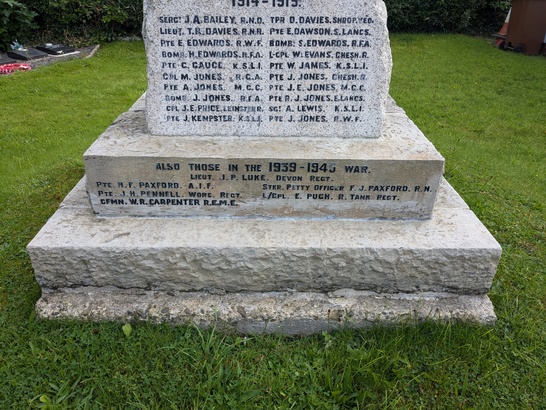 1914-1919.
SERGT J.A. BAILEY, R.N.D. TPR D. DAVIES, SHROP. YEO.
LIEUT. T.R. DAVIES, R.N.R. PTE E. DAWSON, S. LANCS.
PTE E. EDWARDS, R.W.F. BOMB: S. EDWARDS, R.F.A.
BOMB. H. EDWARDS, R.F.A. L-CPL W. EVANS, CHESH. R.
PTE C. GAUCE, K.S.L.I. PTE W. JAMES, K.S.L.I.
CPL M. JONES, R.G.A. PTE J. JONES, CHESH. R.
PTE A. JONES, M.G.C. PTE J.E. JONES, M.G.C.
BOMB. J. JONES, R.F.A. PTE R.J. JONES, E. LANCS.
CPL J.E. PRICE, LEINSTER R. SGT A. LEWIS, K.S.L.I.
PTE J. KEMPSTER, K.S.L.I. PTE J. JONES, R.W.F.
ALSO THOSE IN THE 1939-1945 WAR.
LIEUT. J.P. LUKE, DEVON REGT.
PTE. H.F. PAXFORD. A.I.F. STKR. PETTY OFFICER F.J. PAXFORD, R.N.
PTE. J.H. PENNELL WORC. REGT. L/CPL. E. PUGH. R. TANK REGT.
CFMN. W.R. CARPENTER R.E.M.E.